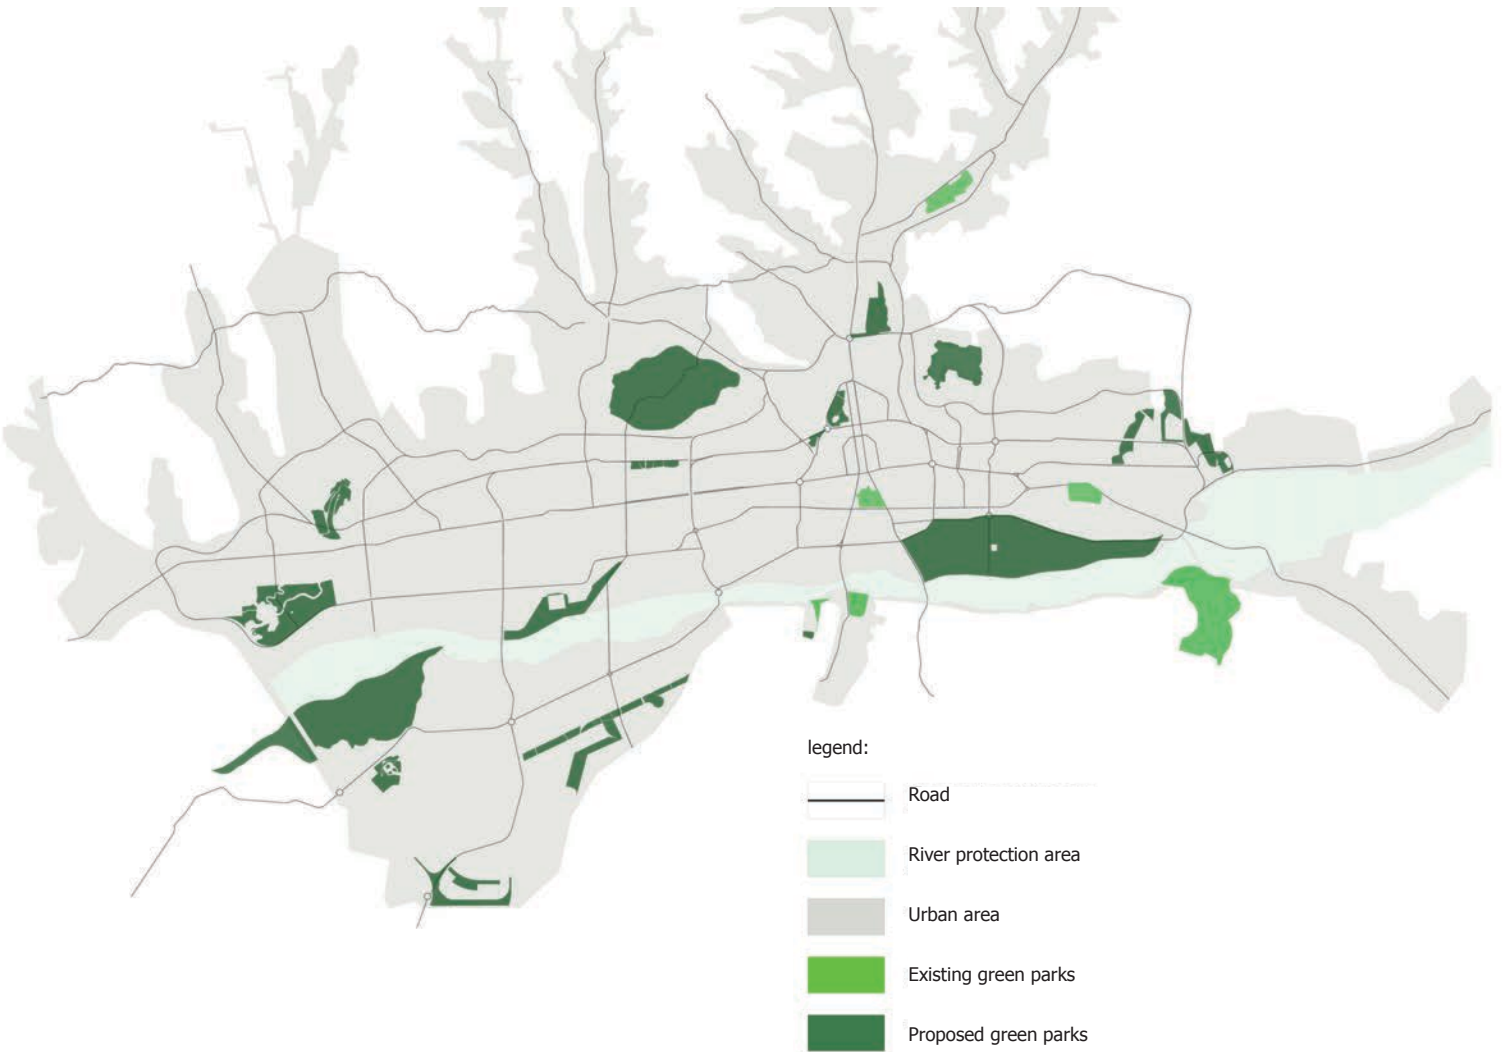 legend:
Road
River protection area
Urban area
Existing green parks
Proposed green parks